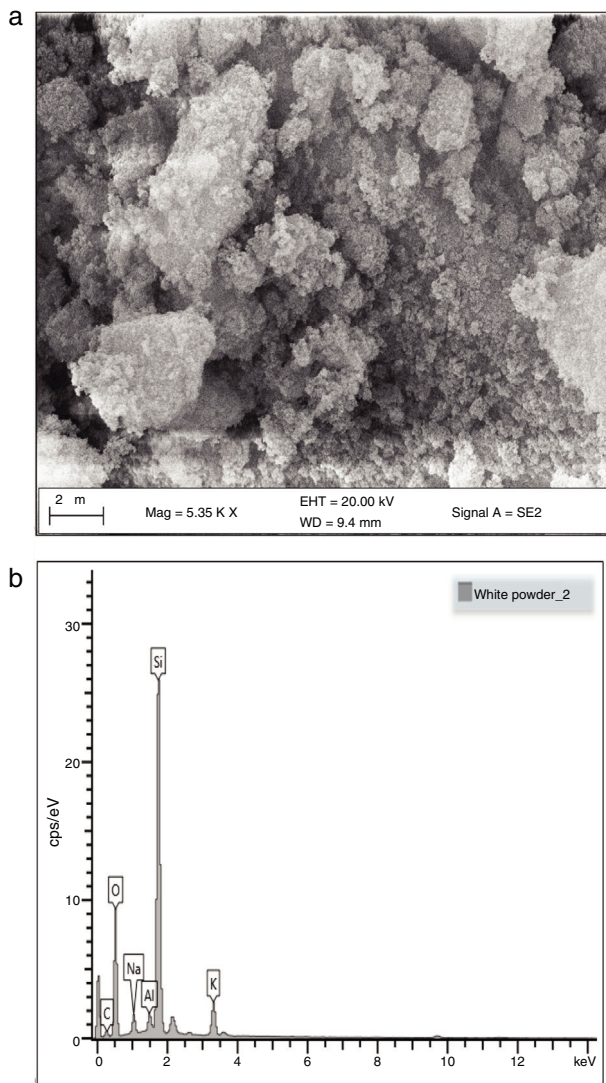 a
2 m
Mag = 5.35 K X
EHT = 20.00 kV
WD = 9.4 mm
Signal A = SE2
b
White powder_2
cps/eV
30
20
10
0
Si
O
Na
Al
C
K
0 2 4 6 8 10 12 keV